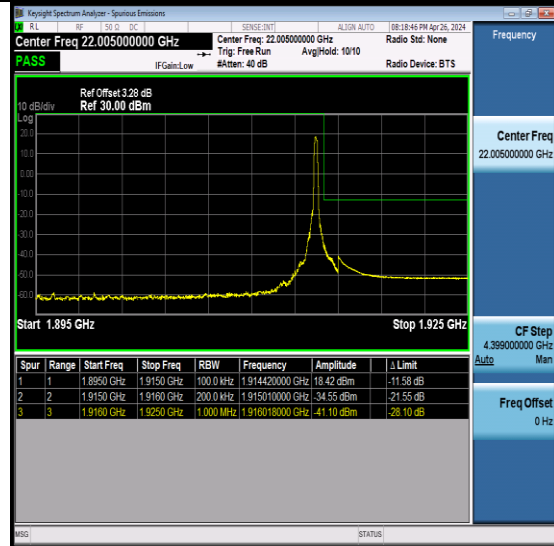 Keysight Spectrum Analyzer - Spurious Emissions
RL RF 50 Ω DC SENSE:INT ALIGN AUTO 08:18:46 PM Apr 26, 2024
Center Freq 22.005000000 GHz
Center Freq: 22.005000000 GHz
Radio Std: None
Trig: Free Run Avg|Hold: 10/10
PASS
IFGain:Low
#Atten: 40 dB
Radio Device: BTS
Ref Offset 3.28 dB
10 dB/div Ref 30.00 dBm
Log
20.0
10.0
0.00
-10.0
-20.0
-30.0
-40.0
-50.0
-60.0
Start 1.895 GHz Stop 1.925 GHz
Spur Range Start Freq Stop Freq RBW Frequency Amplitude Δ Limit
1 1 1.8950 GHz 1.9150 GHz 100.0 kHz 1.914420000 GHz 18.42 dBm -11.58 dB
2 2 1.9150 GHz 1.9160 GHz 200.0 kHz 1.915010000 GHz -34.55 dBm -21.55 dB
3 3 1.9160 GHz 1.9250 GHz 1.000 MHz 1.916018000 GHz -41.10 dBm -28.10 dB
MSG STATUS
Frequency
Center Freq
22.005000000 GHz
CF Step
4.399000000 GHz
Auto Man
Freq Offset
0 Hz